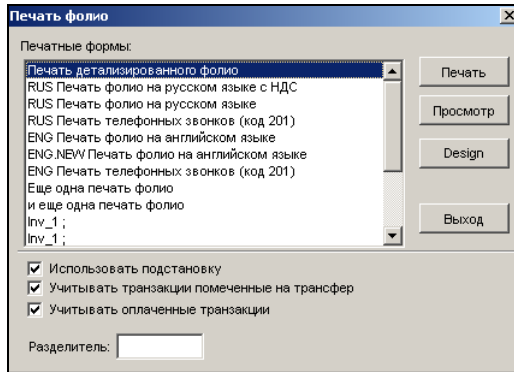 Печать фолио
Печатные формы:
Печать детализированного фолио
RUS Печать фолио на русском языке с НДС
RUS Печать фолио на русском языке
RUS Печать телефонных звонков (код 201)
ENG Печать фолио на английском языке
ENG.NEW Печать фолио на английском языке
ENG Печать телефонных звонков (код 201)
Еще одна печать фолио
и еще одна печать фолио
Inv_1 ;
Inv_1 ;
Печать
Просмотр
Design
Выход
Использовать подстановку
Учитывать транзакции помеченные на трансфер
Учитывать оплаченные транзакции
Разделитель: